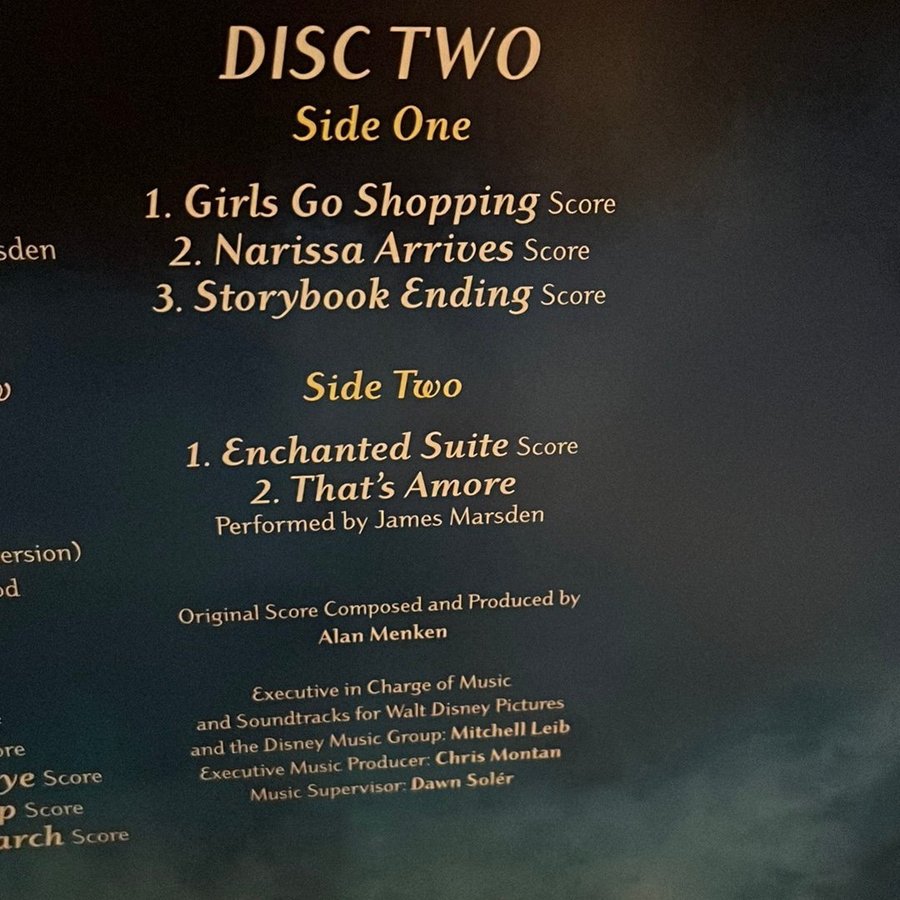 DISC TWO
Side One
1. Girls Go Shopping Score
2. Narissa Arrives Score
3. Storybook Ending Score
Side Two
1. Enchanted Suite Score
2. That's Amore
Performed by James Marsden
Original Score Composed and Produced by
Alan Menken
Executive in Charge of Music
and Soundtracks for Walt Disney Pictures
and the Disney Music Group: Mitchell Leib
Executive Music Producer: Chris Montan
Music Supervisor: Dawn Solér
Score
Score
Score